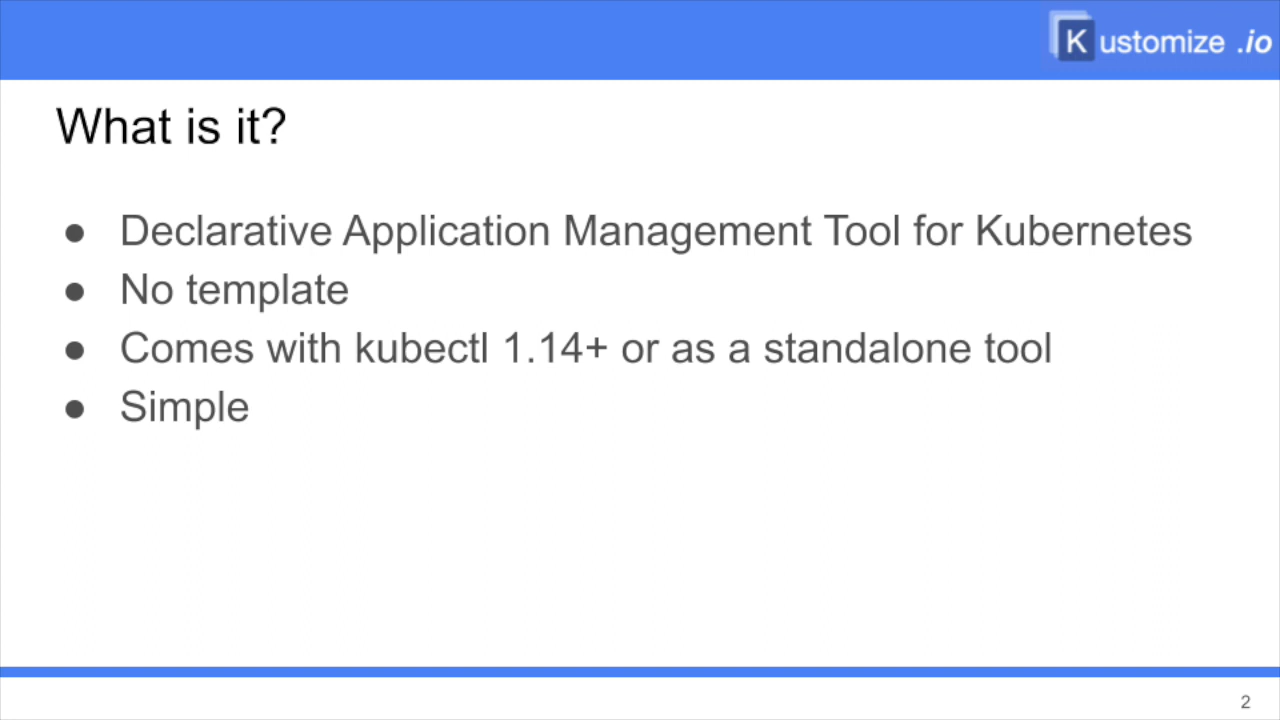 Kustomize .io
What is it?
● Declarative Application Management Tool for Kubernetes
● No template
● Comes with kubectl 1.14+ or as a standalone tool
● Simple
2